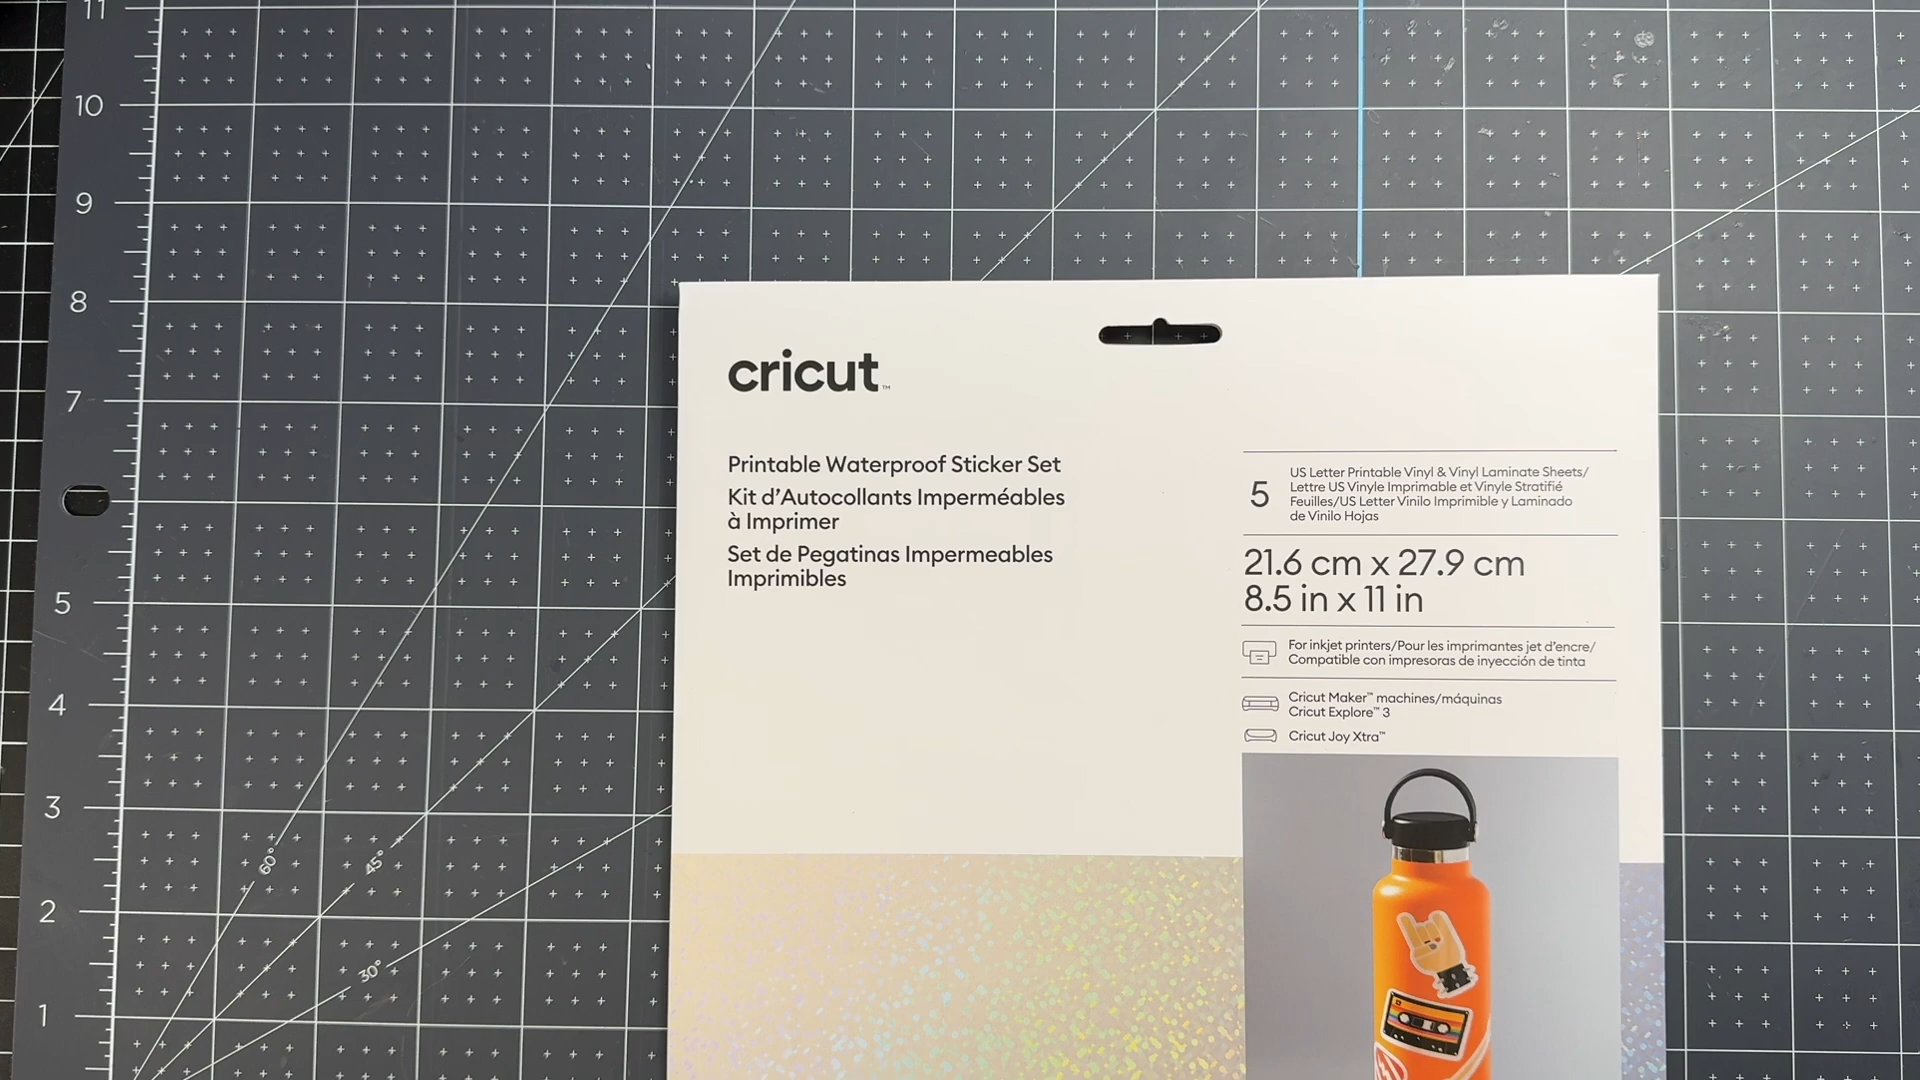 11
10
9
8
7
5
4
3
2
1
60°
45°
30°
cricut™
Printable Waterproof Sticker Set
Kit d’Autocollants Imperméables
à Imprimer
Set de Pegatinas Impermeables
Imprimibles
5
US Letter Printable Vinyl & Vinyl Laminate Sheets/
Lettre US Vinyle Imprimable et Vinyle Stratifié
Feuilles/US Letter Vinilo Imprimible y Laminado
de Vinilo Hojas
21.6 cm x 27.9 cm
8.5 in x 11 in
For inkjet printers/Pour les imprimantes jet d’encre/
Compatible con impresoras de inyección de tinta
Cricut Maker™ machines/máquinas
Cricut Explore™ 3
Cricut Joy Xtra™